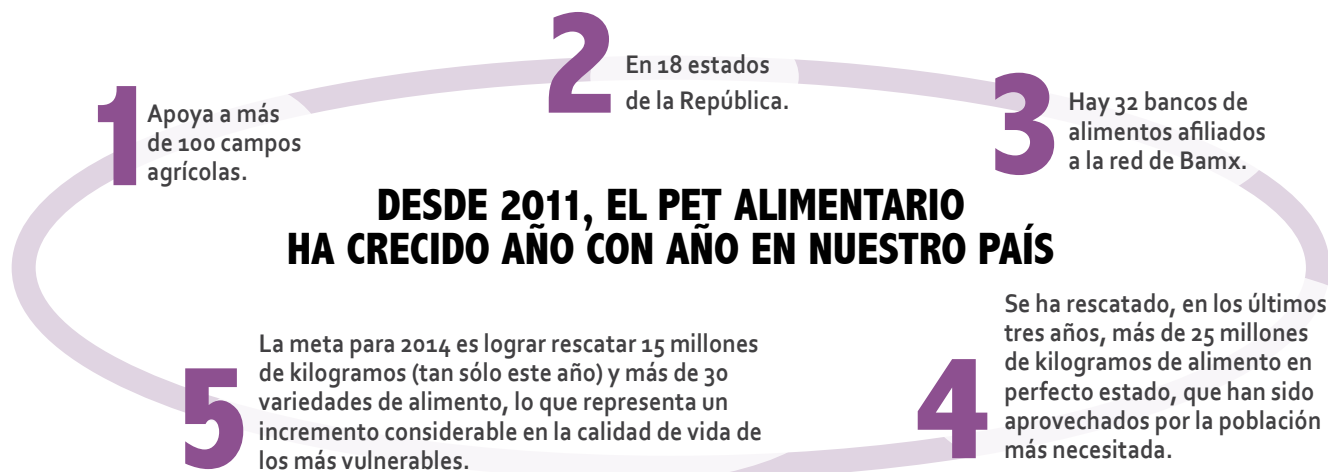 1
Apoya a más
de 100 campos
agrícolas.
2
En 18 estados
de la República.
3
Hay 32 bancos de
alimentos afiliados
a la red de Bamx.
DESDE 2011, EL PET ALIMENTARIO
HA CRECIDO AÑO CON AÑO EN NUESTRO PAÍS
4
Se ha rescatado, en los últimos
tres años, más de 25 millones
de kilogramos de alimento en
perfecto estado, que han sido
aprovechados por la población
más necesitada.
5
La meta para 2014 es lograr rescatar 15 millones
de kilogramos (tan sólo este año) y más de 30
variedades de alimento, lo que representa un
incremento considerable en la calidad de vida de
los más vulnerables.